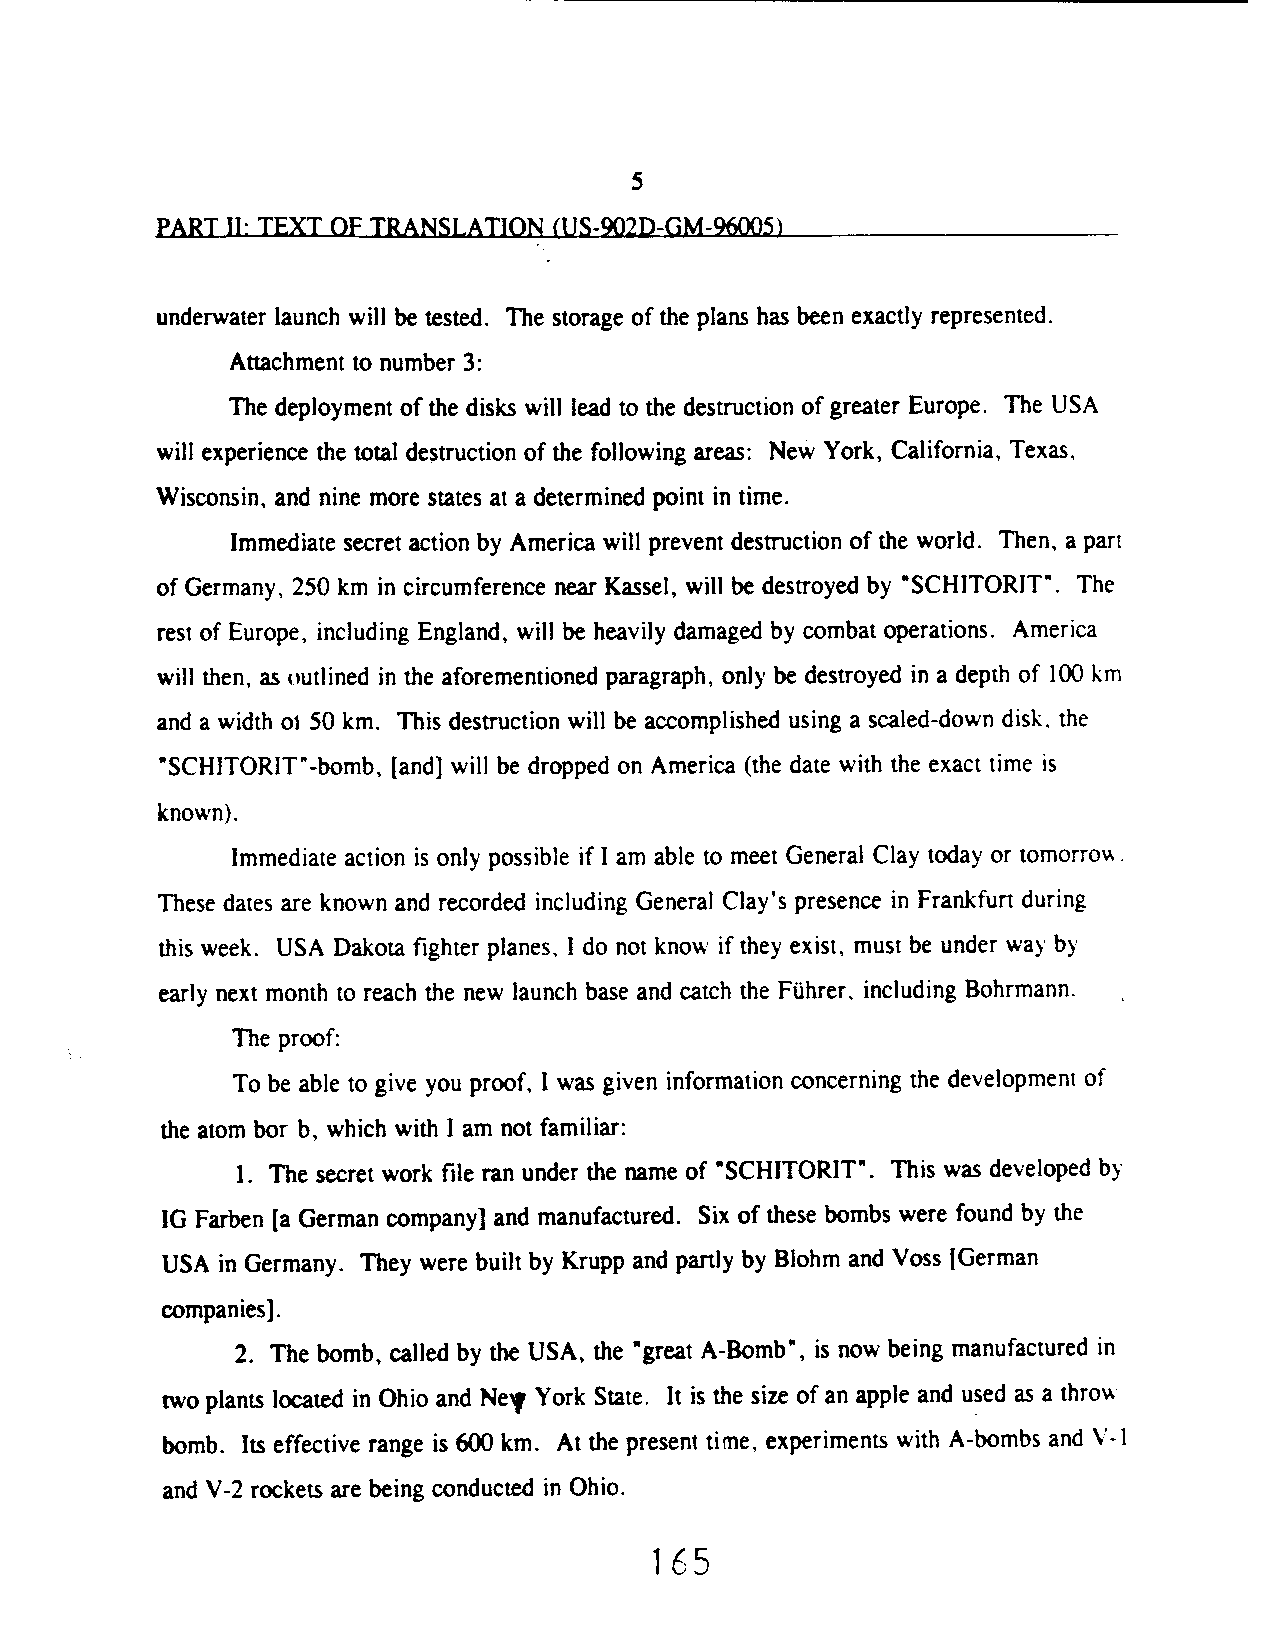 5
PART II: TEXT OF TRANSLATION (US-902D-GM-96005)
underwater launch will be tested. The storage of the plans has been exactly represented.
Attachment to number 3:
The deployment of the disks will lead to the destruction of greater Europe. The USA
will experience the total destruction of the following areas: New York, California, Texas,
Wisconsin, and nine more states at a determined point in time.
Immediate secret action by America will prevent destruction of the world. Then, a part
of Germany, 250 km in circumference near Kassel, will be destroyed by "SCHITORIT". The
rest of Europe, including England, will be heavily damaged by combat operations. America
will then, as outlined in the aforementioned paragraph, only be destroyed in a depth of 100 km
and a width of 50 km. This destruction will be accomplished using a scaled-down disk, the
"SCHITORIT"-bomb, [and] will be dropped on America (the date with the exact time is
known).
Immediate action is only possible if I am able to meet General Clay today or tomorrow.
These dates are known and recorded including General Clay's presence in Frankfurt during
this week. USA Dakota fighter planes, I do not know if they exist, must be under way by
early next month to reach the new launch base and catch the Führer, including Bohrmann.
The proof:
To be able to give you proof, I was given information concerning the development of
the atom bor b, which with I am not familiar:
1. The secret work file ran under the name of "SCHITORIT". This was developed by
IG Farben [a German company] and manufactured. Six of these bombs were found by the
USA in Germany. They were built by Krupp and partly by Blohm and Voss [German
companies].
2. The bomb, called by the USA, the "great A-Bomb", is now being manufactured in
two plants located in Ohio and New York State. It is the size of an apple and used as a throw
bomb. Its effective range is 600 km. At the present time, experiments with A-bombs and V-1
and V-2 rockets are being conducted in Ohio.
165